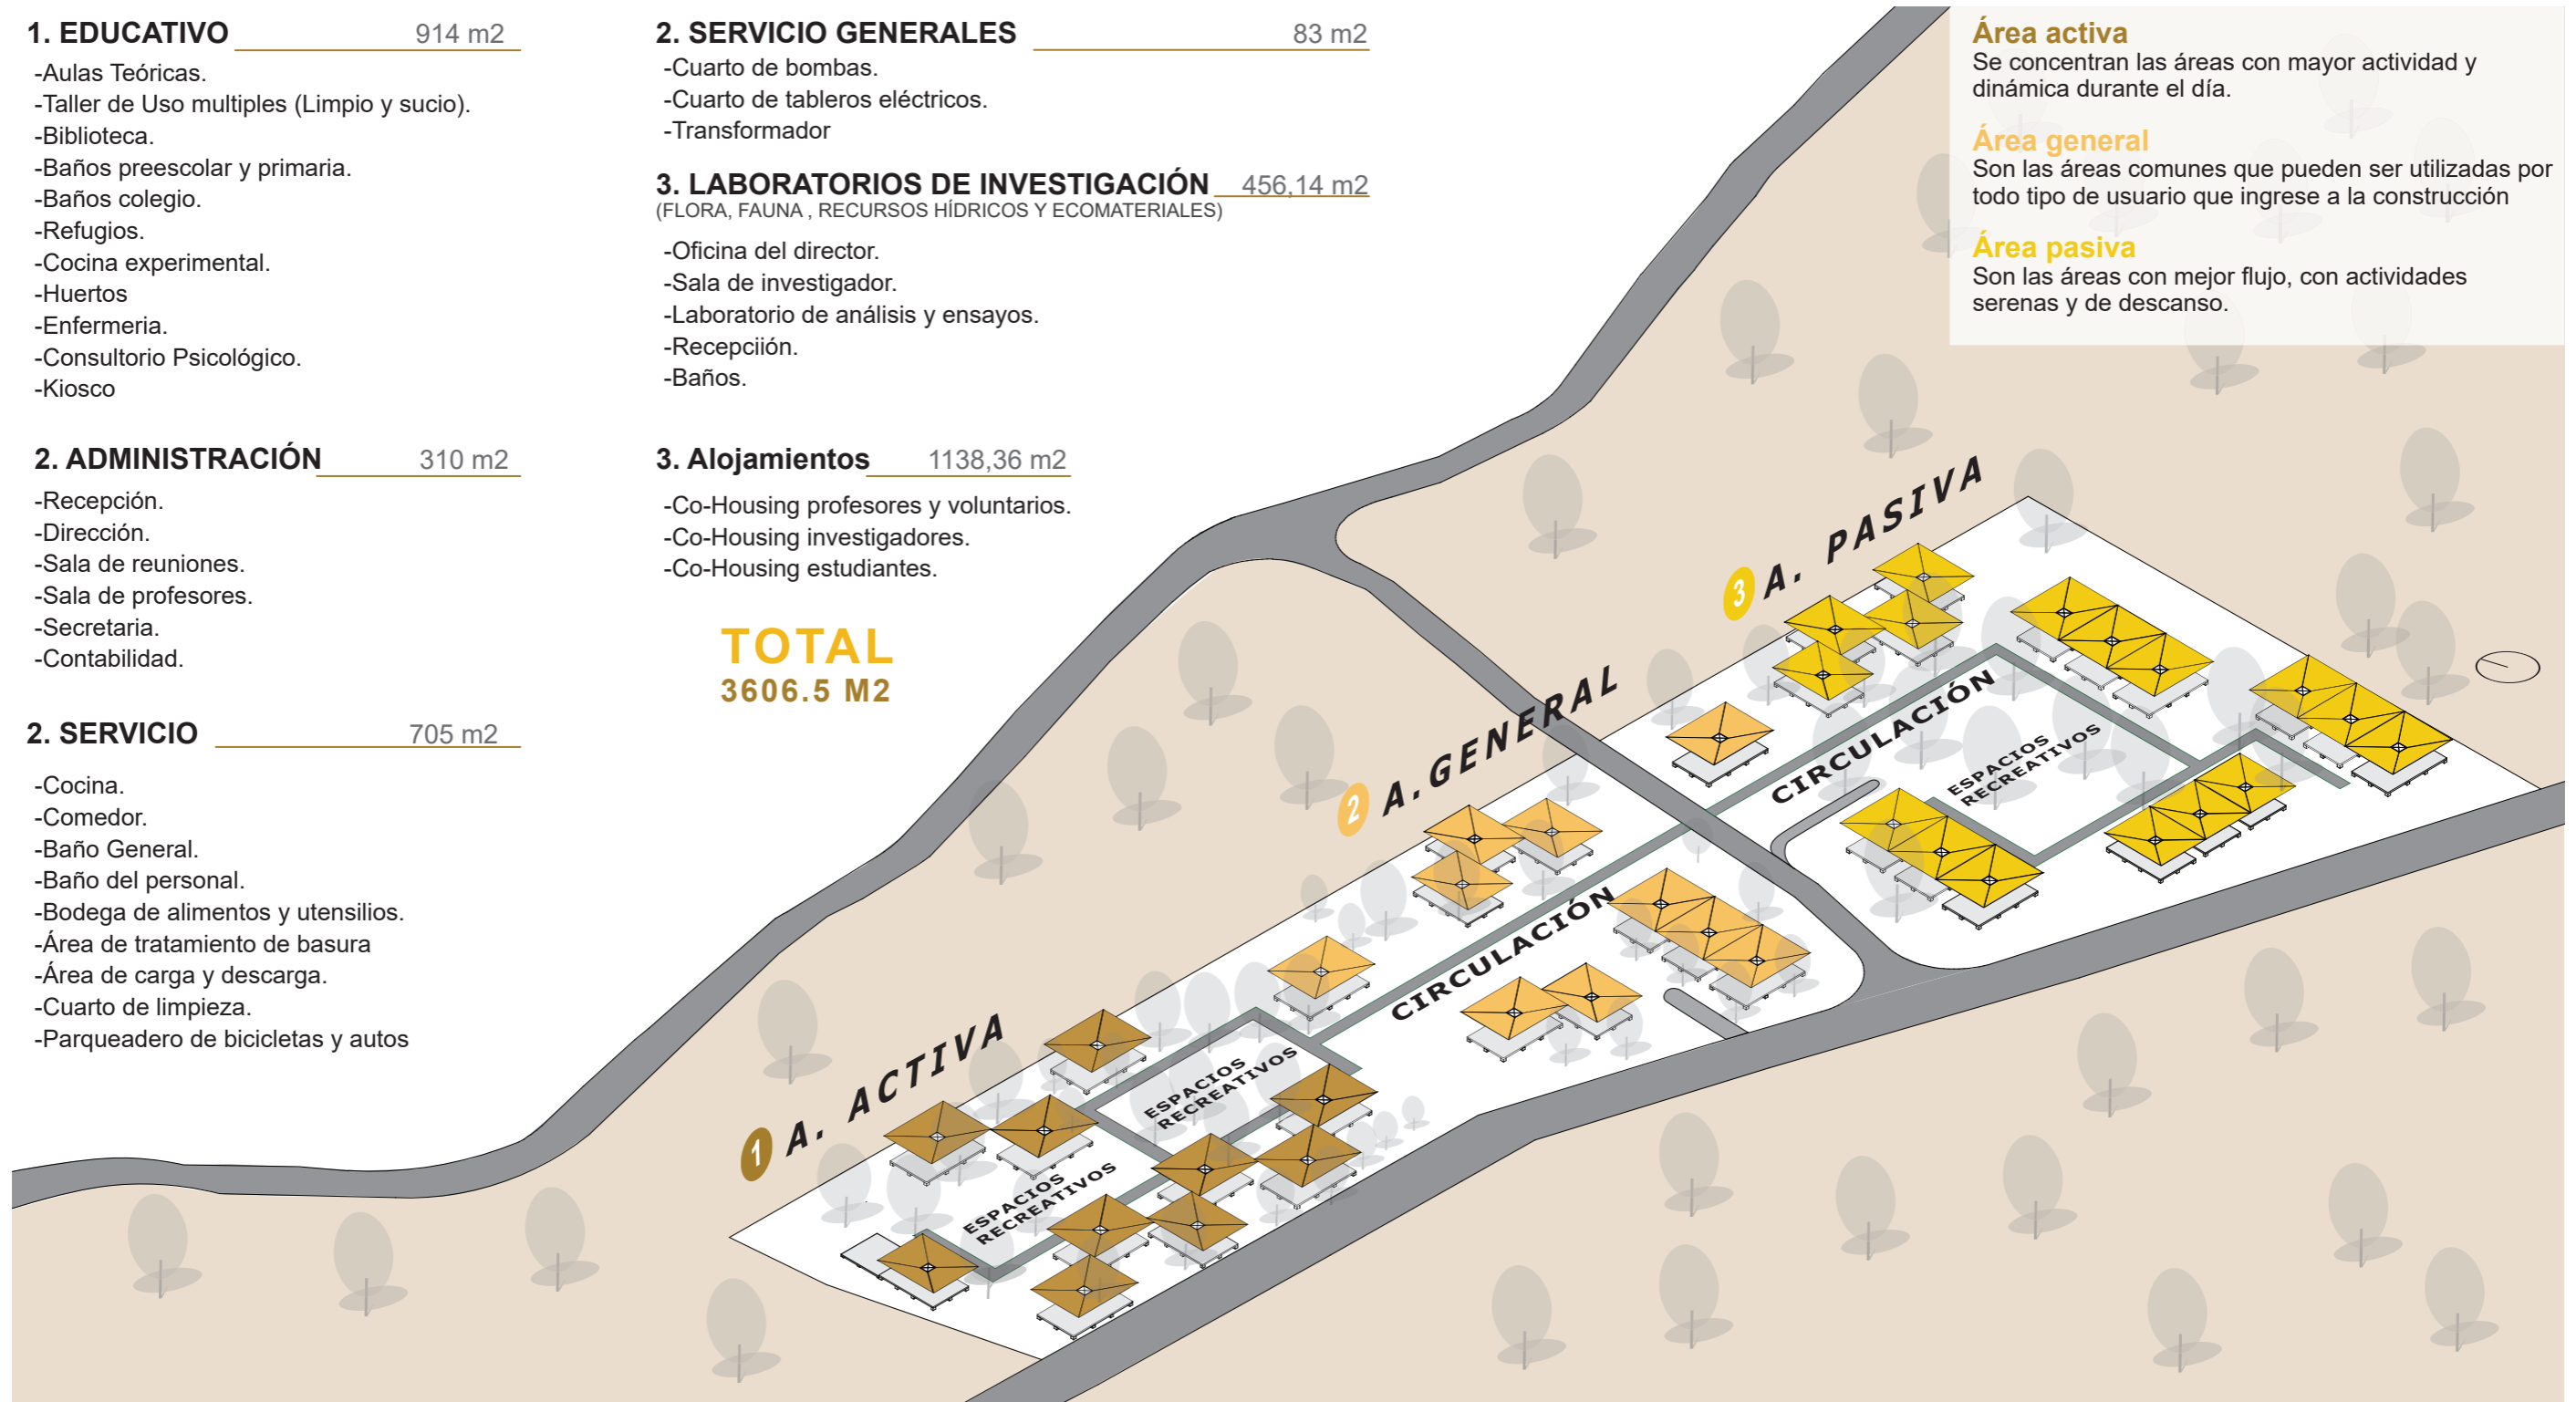 1. EDUCATIVO 914 m2
-Aulas Teóricas.
-Taller de Uso multiples (Limpio y sucio).
-Biblioteca.
-Baños preescolar y primaria.
-Baños colegio.
-Refugios.
-Cocina experimental.
-Huertos
-Enfermeria.
-Consultorio Psicológico.
-Kiosco
2. ADMINISTRACIÓN 310 m2
-Recepción.
-Dirección.
-Sala de reuniones.
-Sala de profesores.
-Secretaria.
-Contabilidad.
2. SERVICIO 705 m2
-Cocina.
-Comedor.
-Baño General.
-Baño del personal.
-Bodega de alimentos y utensilios.
-Área de tratamiento de basura
-Área de carga y descarga.
-Cuarto de limpieza.
-Parqueadero de bicicletas y autos
2. SERVICIO GENERALES 83 m2
-Cuarto de bombas.
-Cuarto de tableros eléctricos.
-Transformador
3. LABORATORIOS DE INVESTIGACIÓN 456,14 m2
(FLORA, FAUNA , RECURSOS HÍDRICOS Y ECOMATERIALES)
-Oficina del director.
-Sala de investigador.
-Laboratorio de análisis y ensayos.
-Recepciión.
-Baños.
3. Alojamientos 1138,36 m2
-Co-Housing profesores y voluntarios.
-Co-Housing investigadores.
-Co-Housing estudiantes.
TOTAL
3606.5 M2
Área activa
Se concentran las áreas con mayor actividad y
dinámica durante el día.
Área general
Son las áreas comunes que pueden ser utilizadas por
todo tipo de usuario que ingrese a la construcción
Área pasiva
Son las áreas con mejor flujo, con actividades
serenas y de descanso.
3 A. PASIVA
CIRCULACIÓN
ESPACIOS
RECREATIVOS
2 A. GENERAL
CIRCULACIÓN
1 A. ACTIVA
ESPACIOS
RECREATIVOS
ESPACIOS
RECREATIVOS